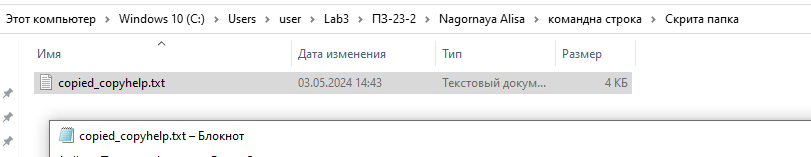 Этот компьютер > Windows 10 (C:) > Users > user > Lab3 > ПЗ-23-2 > Nagornaya Alisa > командна строка > Скрита папка
Имя Дата изменения Тип Размер
copied_copyhelp.txt 03.05.2024 14:43 Текстовый докум... 4 КБ
copied_copyhelp.txt – Блокнот